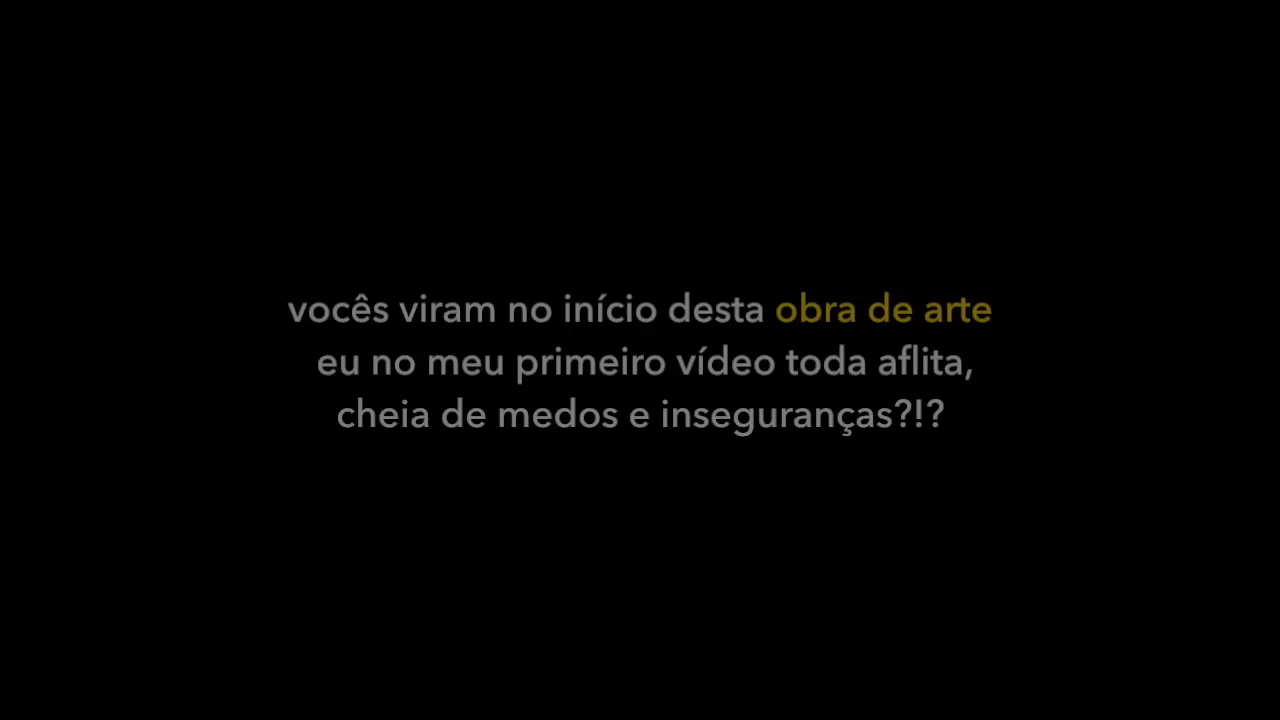 vocês viram no início desta obra de arte
eu no meu primeiro vídeo toda aflita,
cheia de medos e inseguranças?!?